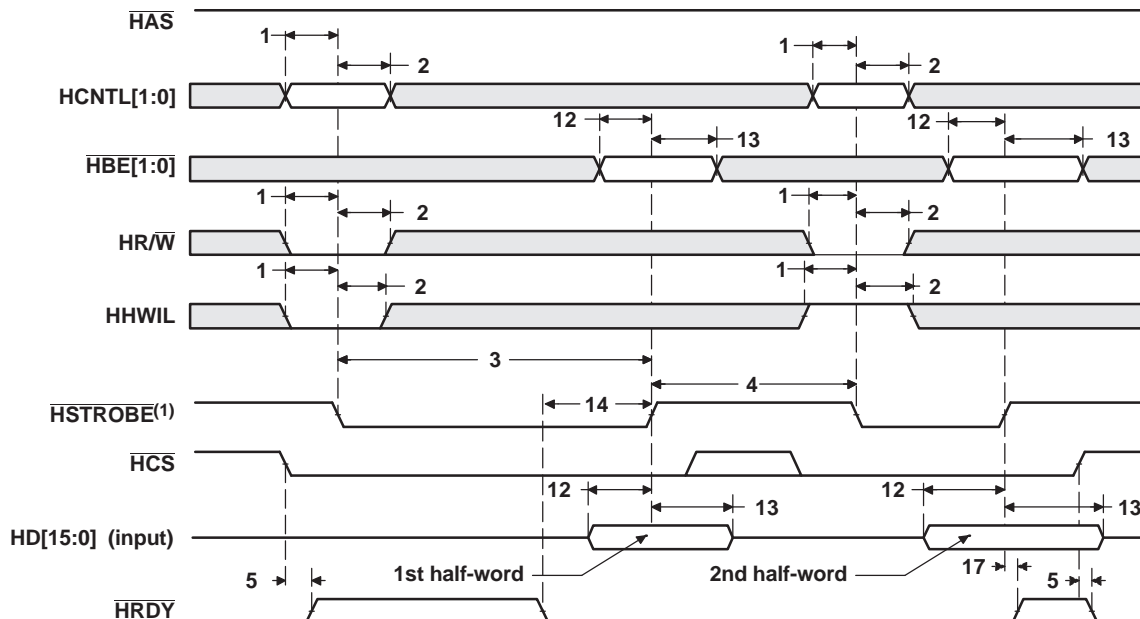 HAS
1
2
HCNTL[1:0]
1
2
12
13
HBE[1:0]
12
13
1
2
HR/W
1
2
1
2
HHWIL
1
2
3
4
14
HSTROBE(1)
HCS
12
13
HD[15:0] (input)
12
13
1st half-word
2nd half-word
5
17
5
HRDY